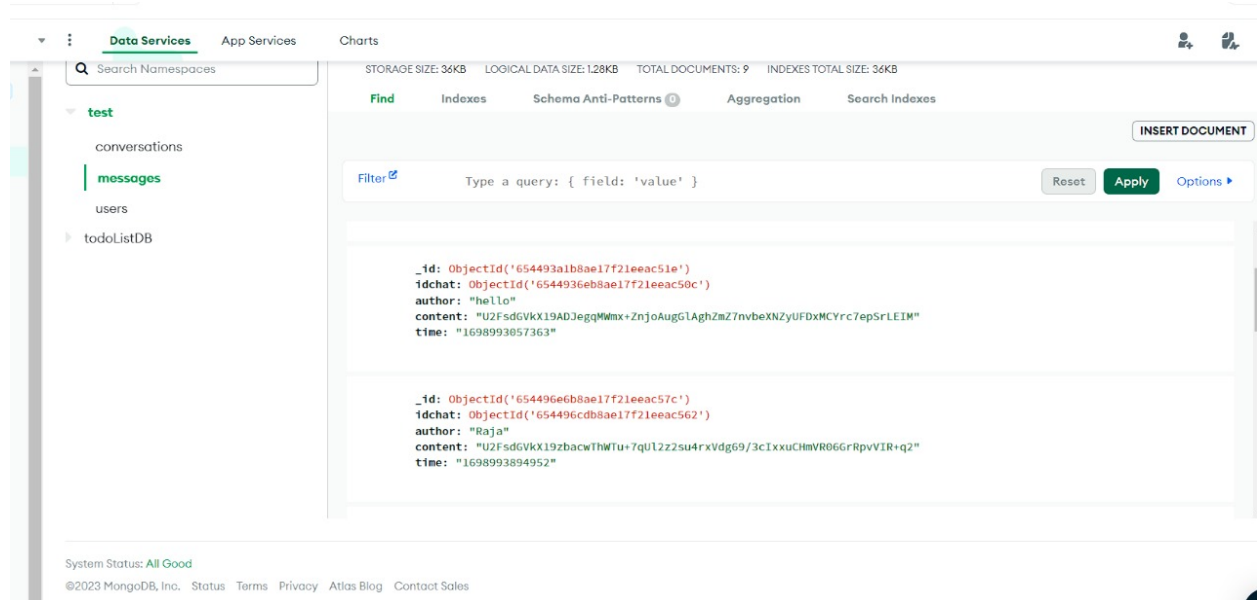 Data Services App Services Charts
Search Namespaces
STORAGE SIZE: 36KB LOGICAL DATA SIZE: 1.28KB TOTAL DOCUMENTS: 9 INDEXES TOTAL SIZE: 36KB
test
Find Indexes Schema Anti-Patterns 0 Aggregation Search Indexes
INSERT DOCUMENT
conversations
messages
users
todoListDB
Filter Type a query: { field: 'value' } Reset Apply Options
_id: ObjectId('654493a1b8ae17f21eeac51e')
idchat: ObjectId('6544936eb8ae17f21eeac50c')
author: "hello"
content: "U2FsdGVkX19ADJegqMWmx+ZnjoAugGlAghZmZ7nvbeXNZyUFDxMCYrc7epSrLEIM"
time: "1698993057363"
_id: ObjectId('654496e6b8ae17f21eeac57c')
idchat: ObjectId('654496cdb8ae17f21eeac562')
author: "Raja"
content: "U2FsdGVkX19zbacwThWTu+7qUl2z2su4rxVdg69/3cIxxuCHmVR06GrRpvVIR+q2"
time: "1698993894952"
System Status: All Good
©2023 MongoDB, Inc. Status Terms Privacy Atlas Blog Contact Sales